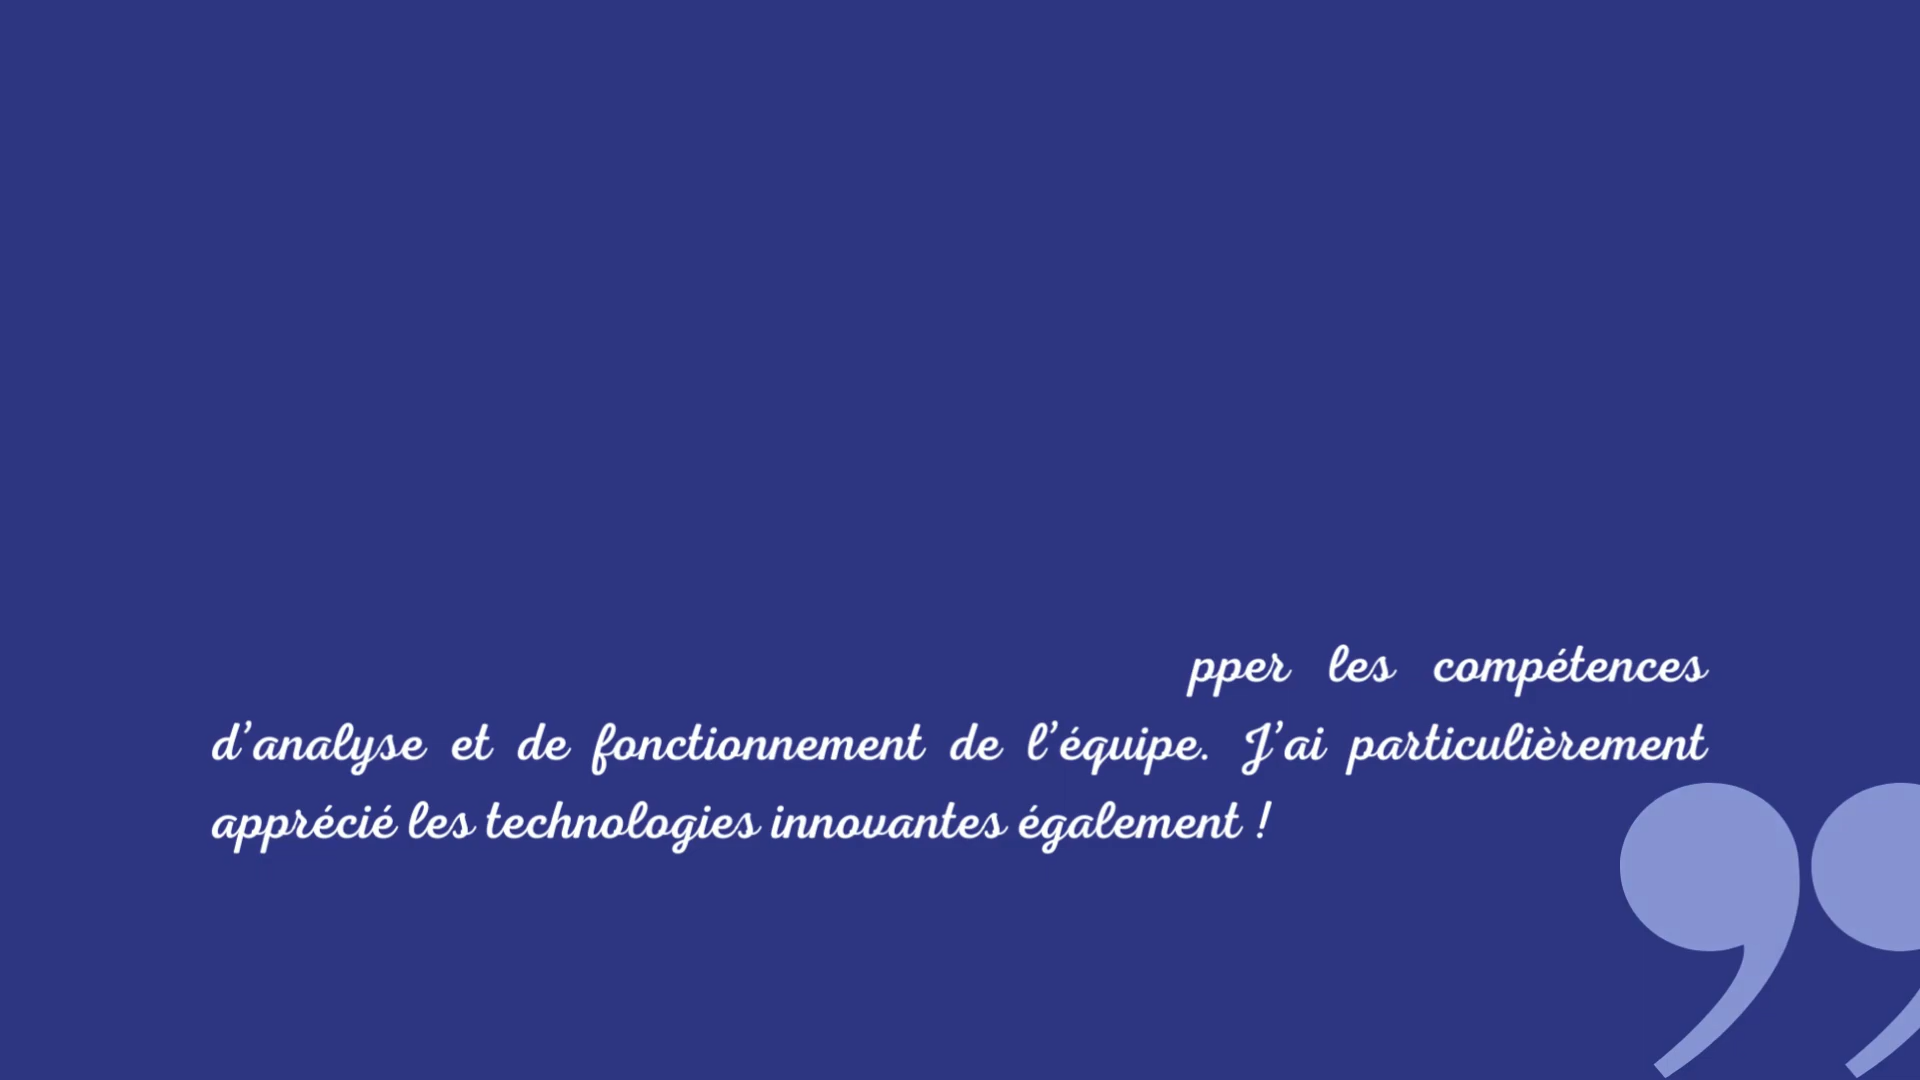 pper les compétences
d’analyse et de fonctionnement de l’équipe. J’ai particulièrement
apprécié les technologies innovantes également !
”